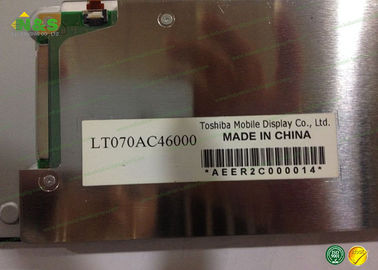 LT070AC46000
Toshiba Mobile Display Co., Ltd.
MADE IN CHINA
*AEER2C000014*